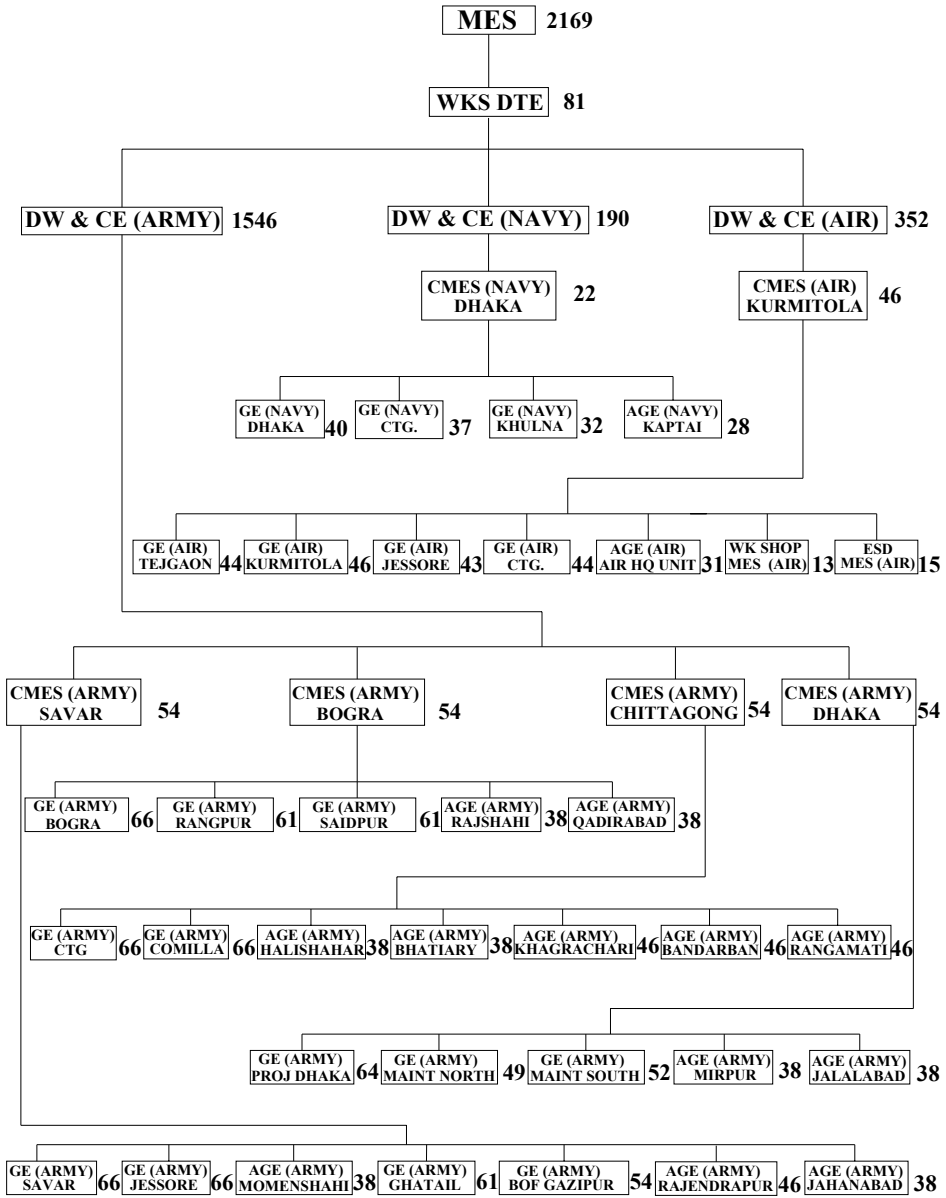 MES 2169
WKS DTE 81
DW & CE (ARMY) 1546
DW & CE (NAVY) 190
DW & CE (AIR) 352
CMES (NAVY)
DHAKA
22
CMES (AIR)
KURMITOLA
46
GE (NAVY)
DHAKA
40
GE (NAVY)
CTG.
37
GE (NAVY)
KHULNA
32
AGE (NAVY)
KAPTAI
28
GE (AIR)
TEJGAON
44
GE (AIR)
KURMITOLA
46
GE (AIR)
JESSORE
43
GE (AIR)
CTG.
44
AGE (AIR)
AIR HQ UNIT
31
WK SHOP
MES (AIR)
13
ESD
MES (AIR)
15
CMES (ARMY)
SAVAR
54
CMES (ARMY)
BOGRA
54
CMES (ARMY)
CHITTAGONG
54
CMES (ARMY)
DHAKA
54
GE (ARMY)
BOGRA
66
GE (ARMY)
RANGPUR
61
GE (ARMY)
SAIDPUR
61
AGE (ARMY)
RAJSHAHI
38
AGE (ARMY)
QADIRABAD
38
GE (ARMY)
CTG
66
GE (ARMY)
COMILLA
66
AGE (ARMY)
HALISHAHAR
38
AGE (ARMY)
BHATIARY
38
AGE (ARMY)
KHAGRACHARI
46
AGE (ARMY)
BANDARBAN
46
AGE (ARMY)
RANGAMATI
46
GE (ARMY)
PROJ DHAKA
64
GE (ARMY)
MAINT NORTH
49
GE (ARMY)
MAINT SOUTH
52
AGE (ARMY)
MIRPUR
38
AGE (ARMY)
JALALABAD
38
GE (ARMY)
SAVAR
66
GE (ARMY)
JESSORE
66
AGE (ARMY)
MOMENSHAHI
38
GE (ARMY)
GHATAIL
61
GE (ARMY)
BOF GAZIPUR
54
AGE (ARMY)
RAJENDRAPUR
46
AGE (ARMY)
JAHANABAD
38